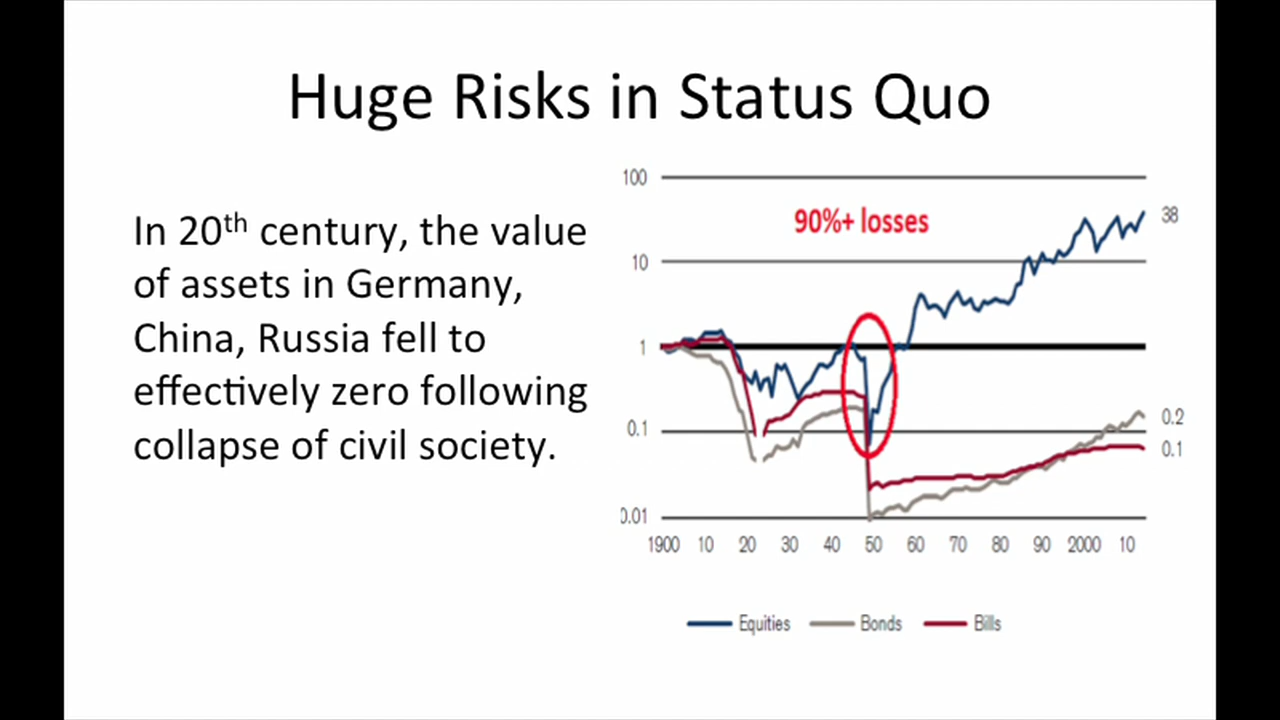 Huge Risks in Status Quo
In 20th century, the value
of assets in Germany,
China, Russia fell to
effectively zero following
collapse of civil society.
100
90%+ losses
38
10
1
0.1
0.2
0.1
0.01
1900 10 20 30 40 50 60 70 80 90 2000 10
Equities Bonds Bills